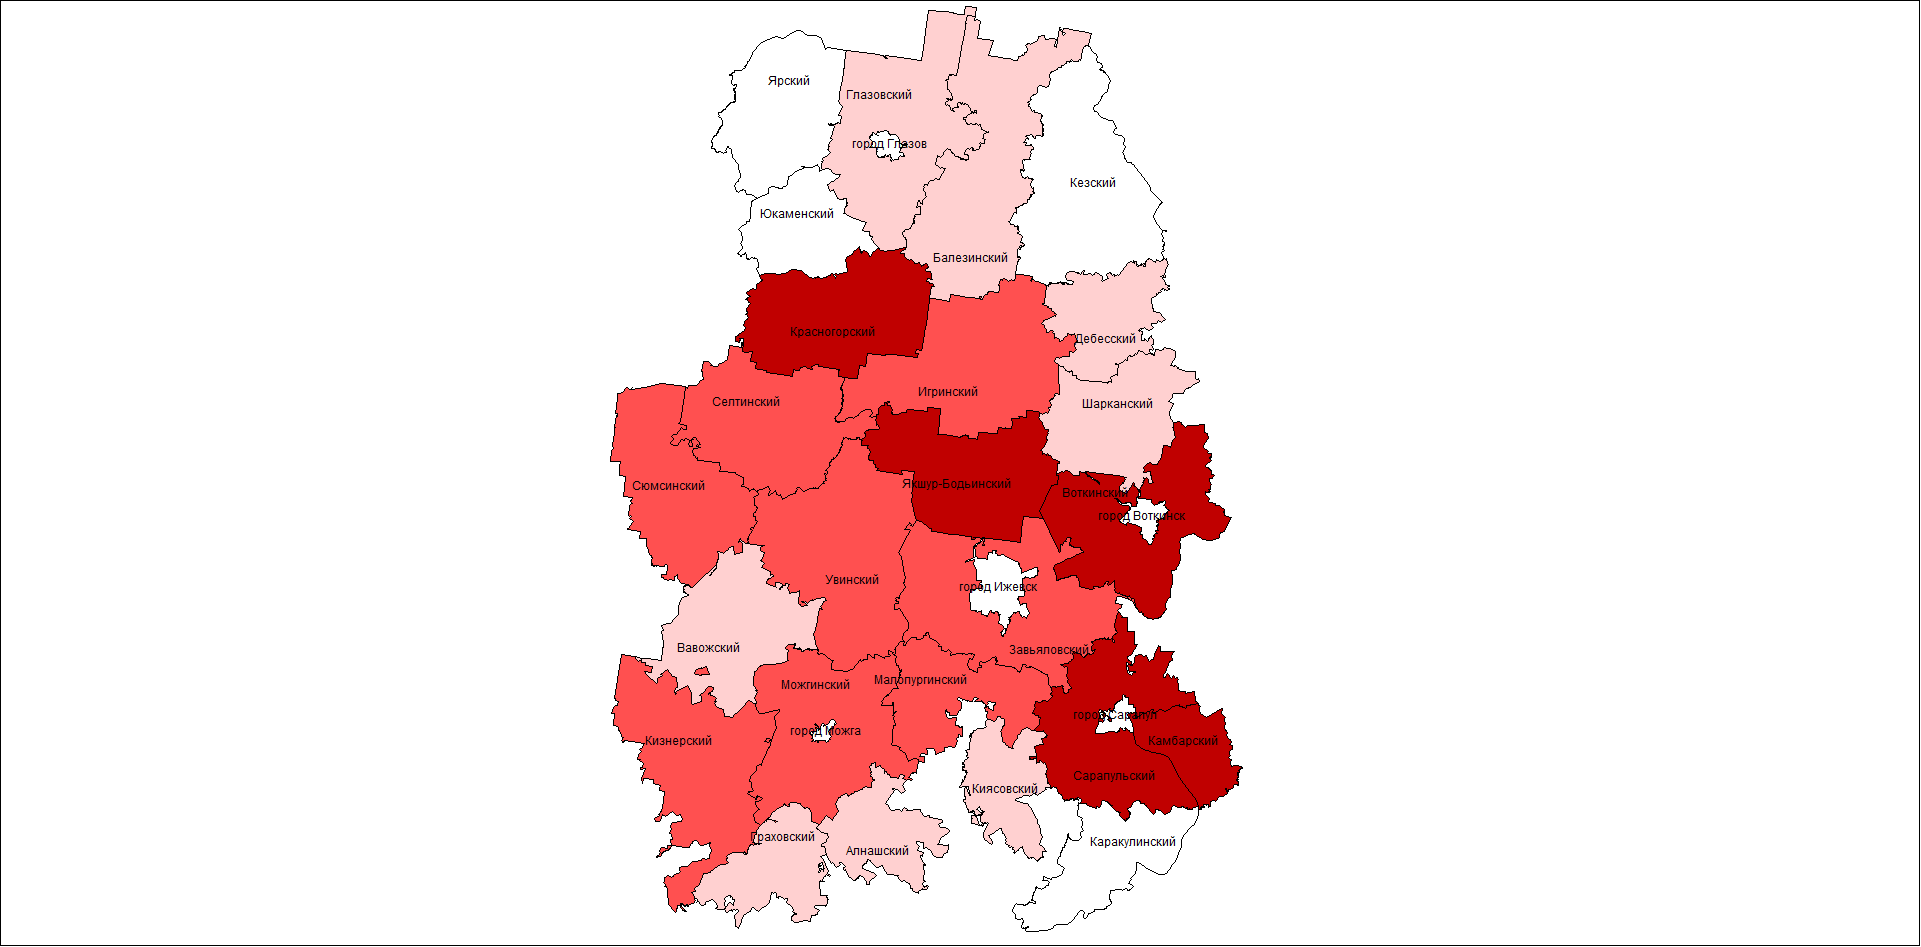 Ярский
Глазовский
город Глазов
Кезский
Юкаменский
Балезинский
Красногорский
Дебесский
Игринский
Селтинский
Шарканский
Якшур-Бодьинский
Сюмсинский
Воткинский
город Воткинск
Увинский
город Ижевск
Вавожский
Завьяловский
Малопургинский
Можгинский
город Сарапул
город Можга
Кизнерский
Камбарский
Сарапульский
Киясовский
Граховский
Каракулинский
Алнашский